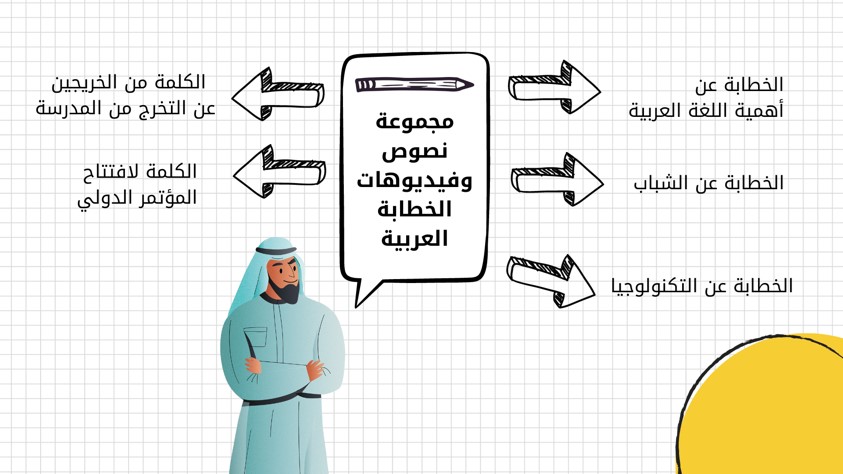 مجموعة
نصوص
وفيديوهات
الخطابة
العربية
الخطابة عن
أهمية اللغة العربية
الخطابة عن الشباب
الخطابة عن التكنولوجيا
الكلمة من الخريجين
عن التخرج من المدرسة
الكلمة لافتتاح
المؤتمر الدولي